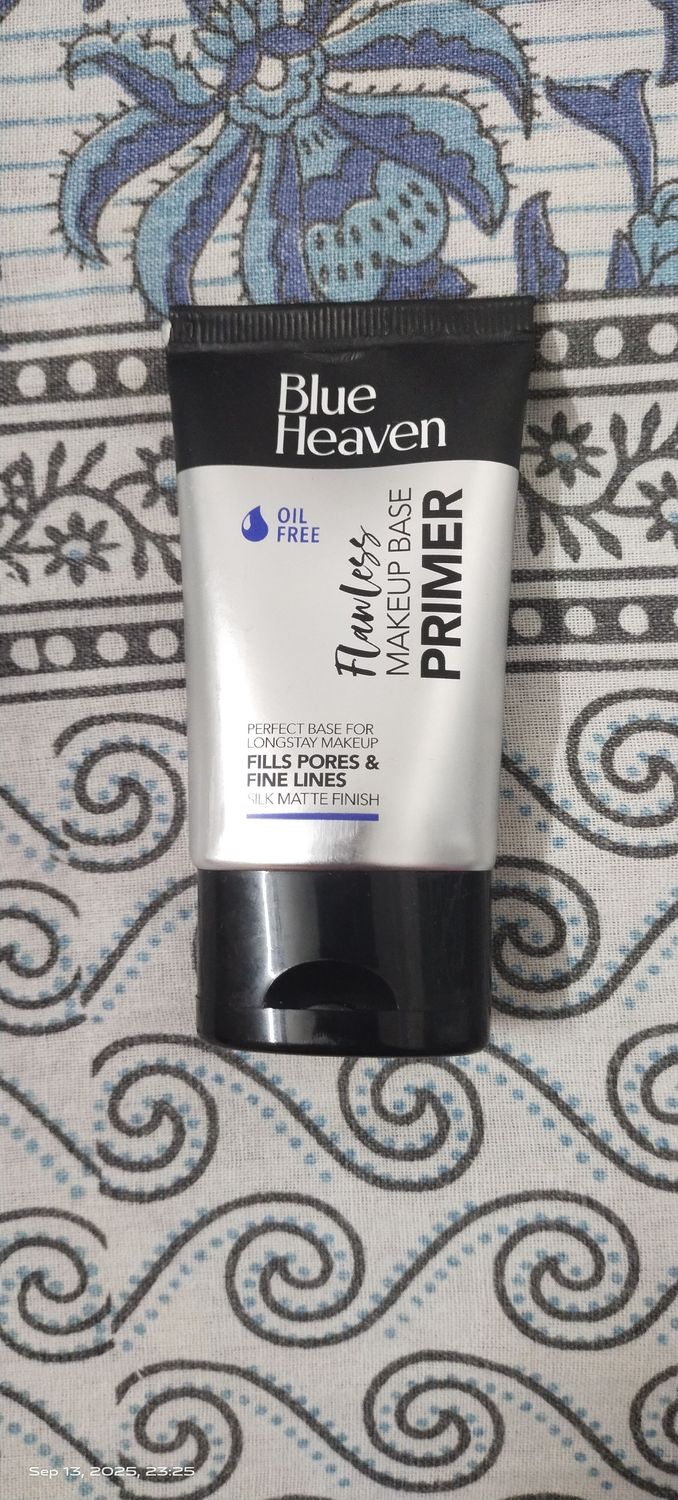 Blue
Heaven
OIL
FREE
Flawless
MAKEUP BASE
PRIMER
PERFECT BASE FOR
LONGSTAY MAKEUP
FILLS PORES &
FINE LINES
SILK MATTE FINISH
Sep 13, 2025, 23:25